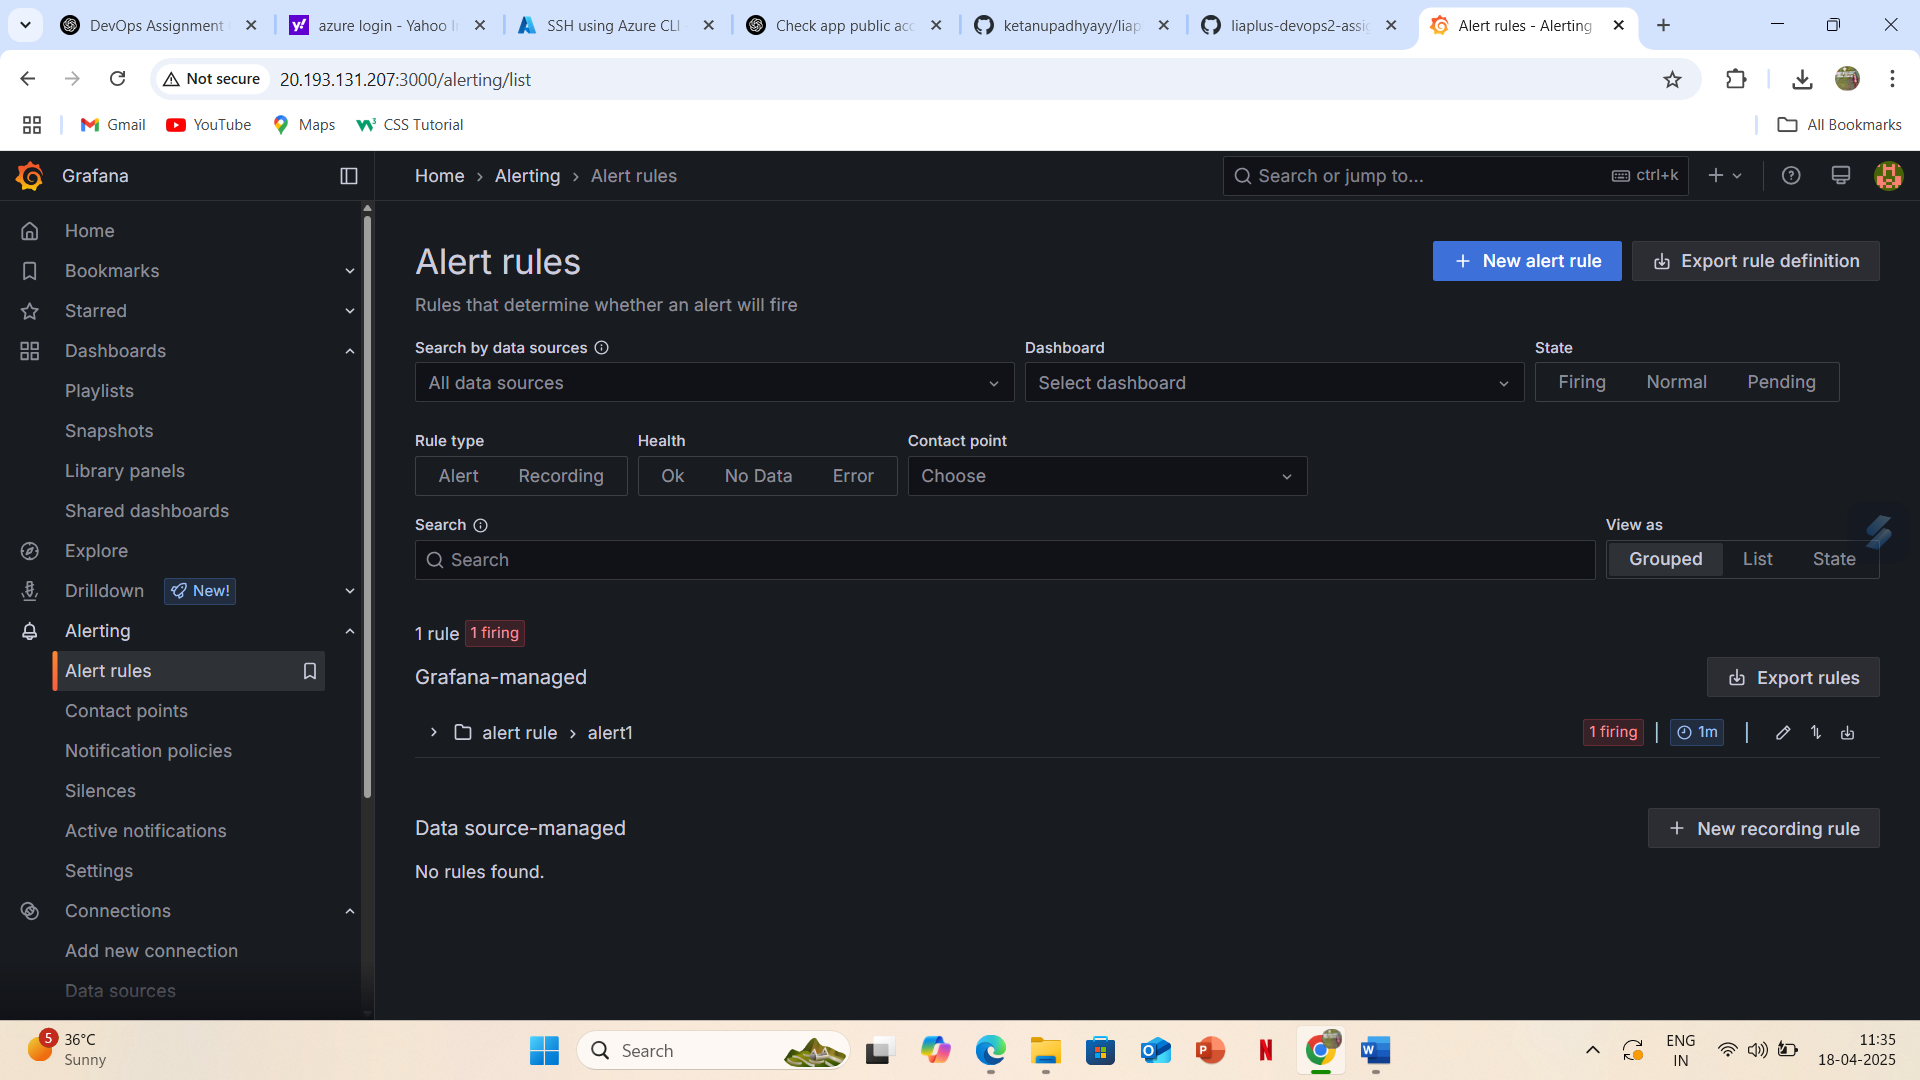 DevOps Assignment
azure login - Yahoo I
SSH using Azure CLI
Check app public acc
ketanupadhyayy/liap
liaplus-devops2-assig
Alert rules - Alerting
Not secure
20.193.131.207:3000/alerting/list
Gmail
YouTube
Maps
CSS Tutorial
All Bookmarks
Grafana
Home › Alerting › Alert rules
Search or jump to...
ctrl+k
Home
Bookmarks
Starred
Dashboards
Playlists
Snapshots
Library panels
Shared dashboards
Explore
Drilldown
New!
Alerting
Alert rules
Contact points
Notification policies
Silences
Active notifications
Settings
Connections
Add new connection
Data sources
Alert rules
New alert rule
Export rule definition
Rules that determine whether an alert will fire
Search by data sources
Dashboard
State
All data sources
Select dashboard
Firing Normal Pending
Rule type
Health
Contact point
Alert Recording
Ok No Data Error
Choose
Search
View as
Search
Grouped List State
1 rule 1 firing
Grafana-managed
Export rules
alert rule › alert1
1 firing | 1m |
Data source-managed
New recording rule
No rules found.
5
36°C
Sunny
Search
ENG
IN
11:35
18-04-2025